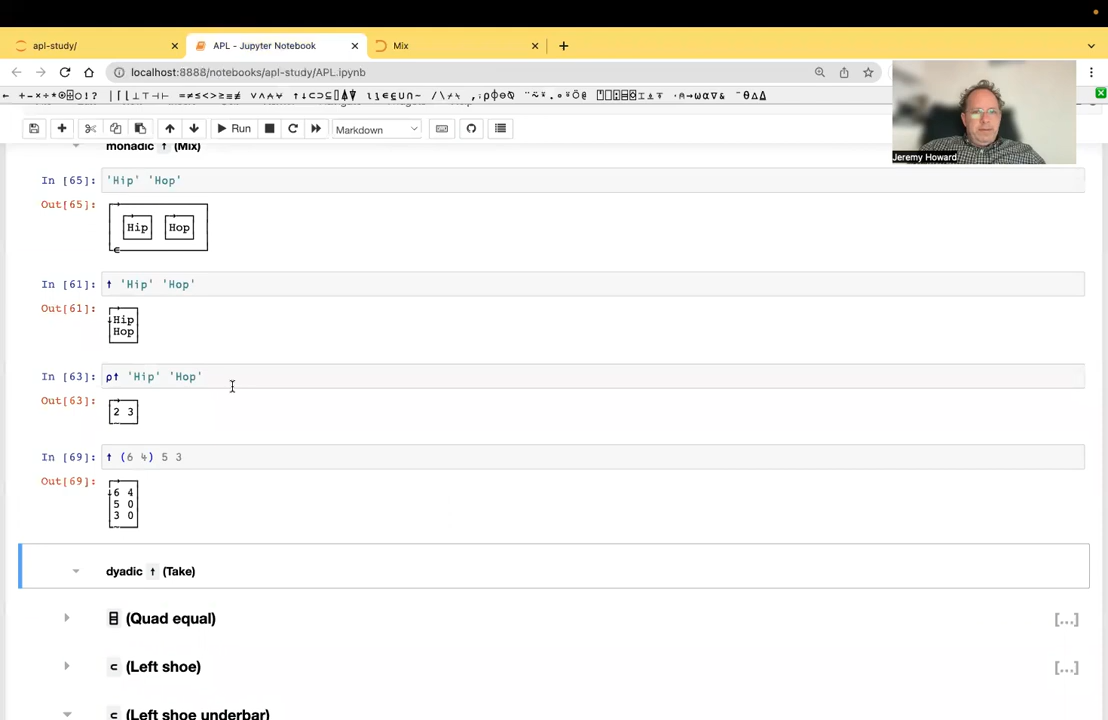 apl-study/
APL - Jupyter Notebook
Mix
localhost:8888/notebooks/apl-study/APL.ipynb
Run
Markdown
Jeremy Howard
monadic ↑ (Mix)
In [65]: 'Hip' 'Hop'
Out[65]:
Hip Hop
In [61]: ↑ 'Hip' 'Hop'
Out[61]:
Hip
Hop
In [63]: ⍴↑ 'Hip' 'Hop'
Out[63]:
2 3
In [69]: ↑ (6 4) 5 3
Out[69]:
6 4
5 0
3 0
dyadic ↑ (Take)
⌸ (Quad equal) [...]
⊂ (Left shoe) [...]
⊂ (Left shoe underbar)